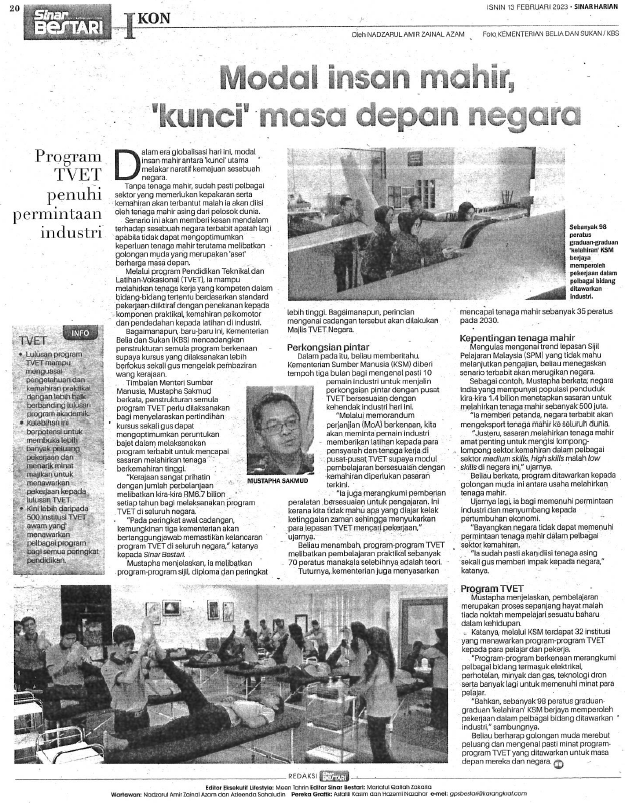 20
Sinar
BESTARI
IKON
ISNIN 13 FEBRUARI 2023 • SINAR HARIAN
Oleh NADZARUL AMIR ZAINAL AZAM
Foto KEMENTERIAN BELIA DAN SUKAN / KBS
Modal insan mahir,
'kunci' masa depan negara
Program
TVET
penuhi
permintaan
industri
INFO
TVET
• Lulusan program
TVET mampu
menguasai
pengetahuan dan
kemahiran praktikal
dengan lebih baik
berbanding lulusan
program akademik.
• Kelebihan ini
berpotensi untuk
membuka lebih
banyak peluang
pekerjaan dan
menarik minat
majikan untuk
menawarkan
pekerjaan kepada
lulusan TVET.
• Kini lebih daripada
500 institusi TVET
awam yang
menawarkan
pelbagai program
bagi semua peringkat
pendidikan.
Dalam era globalisasi hari ini, modal
insan mahir antara 'kunci' utama
melakar naratif kemajuan sesebuah
negara.
Tanpa tenaga mahir, sudah pasti pelbagai
sektor yang memerlukan kepakaran serta
kemahiran akan terbantut malah ia akan diisi
oleh tenaga mahir asing dari pelosok dunia.
Senario ini akan memberi kesan mendalam
terhadap sesebuah negara terbabit apatah lagi
apabila tidak dapat mengoptimumkan
keperluan tenaga mahir terutama melibatkan
golongan muda yang merupakan 'aset'
berharga masa depan.
Melalui program Pendidikan Teknikal dan
Latihan Vokasional (TVET), ia mampu
melahirkan tenaga kerja yang kompeten dalam
bidang-bidang tertentu berdasarkan standard
pekerjaan diiktiraf dengan penekanan kepada
komponen praktikal, kemahiran psikomotor
dan pendedahan kepada latihan di industri.
Bagaimanapun, baru-baru ini, Kementerian
Belia dan Sukan (KBS) mencadangkan
penstrukturan semula program berkenaan
supaya kursus yang dilaksanakan lebih
berfokus sekali gus mengelak pembaziran
wang kerajaan.
Timbalan Menteri Sumber
Manusia, Mustapha Sakmud
berkata, penstrukturan semula
program TVET perlu dilaksanakan
bagi menyelaraskan pertindihan
kursus sekali gus dapat
mengoptimumkan peruntukan
bajet dalam melaksanakan
program terbabit untuk mencapai
sasaran melahirkan tenaga
berkemahiran tinggi.
"Kerajaan sangat prihatin
dengan jumlah perbelanjaan
melibatkan kira-kira RM6.7 bilion
setiap tahun bagi melaksanakan program
TVET di seluruh negara.
"Pada peringkat awal cadangan,
kemungkinan tiga kementerian akan
bertanggungjawab memastikan kelancaran
program TVET di seluruh negara," katanya
kepada Sinar Bestari.
Mustapha menjelaskan, ia melibatkan
program-program sijil, diploma dan peringkat
MUSTAPHA SAKMUD
lebih tinggi. Bagaimanapun, perincian
mengenai cadangan tersebut akan dilakukan
Majlis TVET Negara.
Perkongsian pintar
Dalam pada itu, beliau memberitahu,
Kementerian Sumber Manusia (KSM) diberi
tempoh tiga bulan bagi mengenal pasti 10
pemain industri untuk menjalin
perkongsian pintar dengan pusat
TVET bersesuaian dengan
kehendak industri hari ini.
"Melalui memorandum
perjanjian (MoA) berkenaan, kita
akan meminta pemain industri
memberikan latihan kepada para
pensyarah dan tenaga kerja di
pusat-pusat TVET supaya modul
pembelajaran bersesuaian dengan
kemahiran diperlukan pasaran
terkini.
"Ia juga merangkumi pemberian
peralatan bersesuaian untuk pengajaran. Ini
kerana kita tidak mahu apa yang diajar kelak
ketinggalan zaman sehingga menyukarkan
para lepasan TVET mencari pekerjaan,"
ujarnya.
Beliau menambah, program-program TVET
melibatkan pembelajaran praktikal sebanyak
70 peratus manakala selebihnya adalah teori.
Tuturnya, kementerian juga menyasarkan
Sebanyak 98
peratus
graduan-graduan
'kelahiran' KSM
berjaya
memperoleh
pekerjaan dalam
pelbagai bidang
ditawarkan
industri.
mencapai tenaga mahir sebanyak 35 peratus
pada 2030.
Kepentingan tenaga mahir
Mengulas mengenai trend lepasan Sijil
Pelajaran Malaysia (SPM) yang tidak mahu
melanjutkan pengajian, beliau menegaskan
senario terbabit akan merugikan negara.
Sebagai contoh, Mustapha berkata, negara
India yang mempunyai populasi penduduk
kira-kira 1.4 bilion menetapkan sasaran untuk
melahirkan tenaga mahir sebanyak 500 juta.
"Ia memberi petanda, negara terbabit akan
mengeksport tenaga mahir ke seluruh dunia.
"Justeru, sasaran melahirkan tenaga mahir
amat penting untuk mengisi lompong-
lompong sektor kemahiran dalam pelbagai
sektor medium skills, high skills malah low
skills di negara ini," ujarnya.
Beliau berkata, program ditawarkan kepada
golongan muda ini antara usaha melahirkan
tenaga mahir.
Ujarnya lagi, ia bagi memenuhi permintaan
industri dan menyumbang kepada
pertumbuhan ekonomi.
"Bayangkan negara tidak dapat memenuhi
permintaan tenaga mahir dalam pelbagai
sektor kemahiran.
"Ia sudah pasti akan diisi tenaga asing
sekali gus memberi impak kepada negara,"
katanya.
Program TVET
Mustapha menjelaskan, pembelajaran
merupakan proses sepanjang hayat malah
tiada noktah mempelajari sesuatu baharu
dalam kehidupan.
Katanya, melalui KSM terdapat 32 institusi
yang menawarkan program-program TVET
kepada para pelajar dan pekerja.
"Program-program berkenaan merangkumi
pelbagai bidang termasuk elektrikal,
perhotelan, minyak dan gas, teknologi dron
serta banyak lagi untuk memenuhi minat para
pelajar.
"Bahkan, sebanyak 98 peratus graduan-
graduan 'kelahiran' KSM berjaya memperoleh
pekerjaan dalam pelbagai bidang ditawarkan
industri," sambungnya.
Beliau berharap golongan muda merebut
peluang dan mengenal pasti minat program-
program TVET yang ditawarkan untuk masa
depan mereka dan negara.
REDAKSI Sinar BESTARI
Editor Eksekutif Lifestyle: Meen Tahrin Editor Sinar Bestari: Mariatul Qatiah Zakaria
Wartawan: Nadzarul Amir Zainal Azam dan Asleenda Sahaludin Pereka Grafik: Asfalila Kasim dan Hazemi Nazahar e-mel: gpsbestari@karangkraf.com